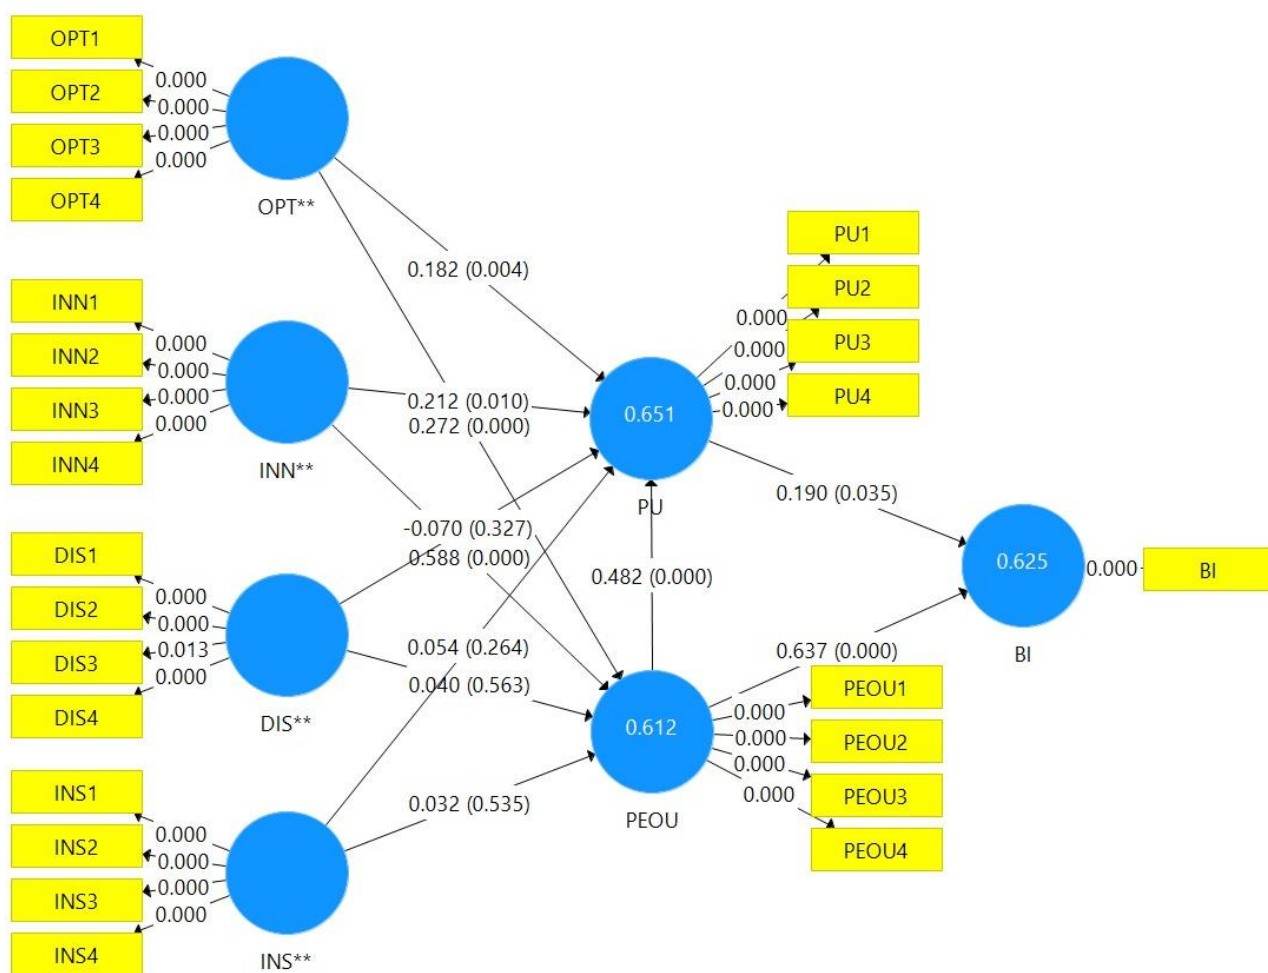 OPT1
OPT2
OPT3
OPT4
0.000
0.000
0.000
0.000
OPT**
INN1
INN2
INN3
INN4
0.000
0.000
0.000
0.000
INN**
DIS1
DIS2
DIS3
DIS4
0.000
0.000
0.013
0.000
DIS**
INS1
INS2
INS3
INS4
0.000
0.000
0.000
0.000
INS**
0.182 (0.004)
0.212 (0.010)
0.272 (0.000)
-0.070 (0.327)
0.588 (0.000)
0.054 (0.264)
0.040 (0.563)
0.032 (0.535)
PU1
PU2
PU3
PU4
0.000
0.000
0.000
0.000
0.651
PU
0.482 (0.000)
0.612
PEOU
0.190 (0.035)
0.637 (0.000)
PEOU1
PEOU2
PEOU3
PEOU4
0.000
0.000
0.000
0.000
0.625
BI
0.000
BI